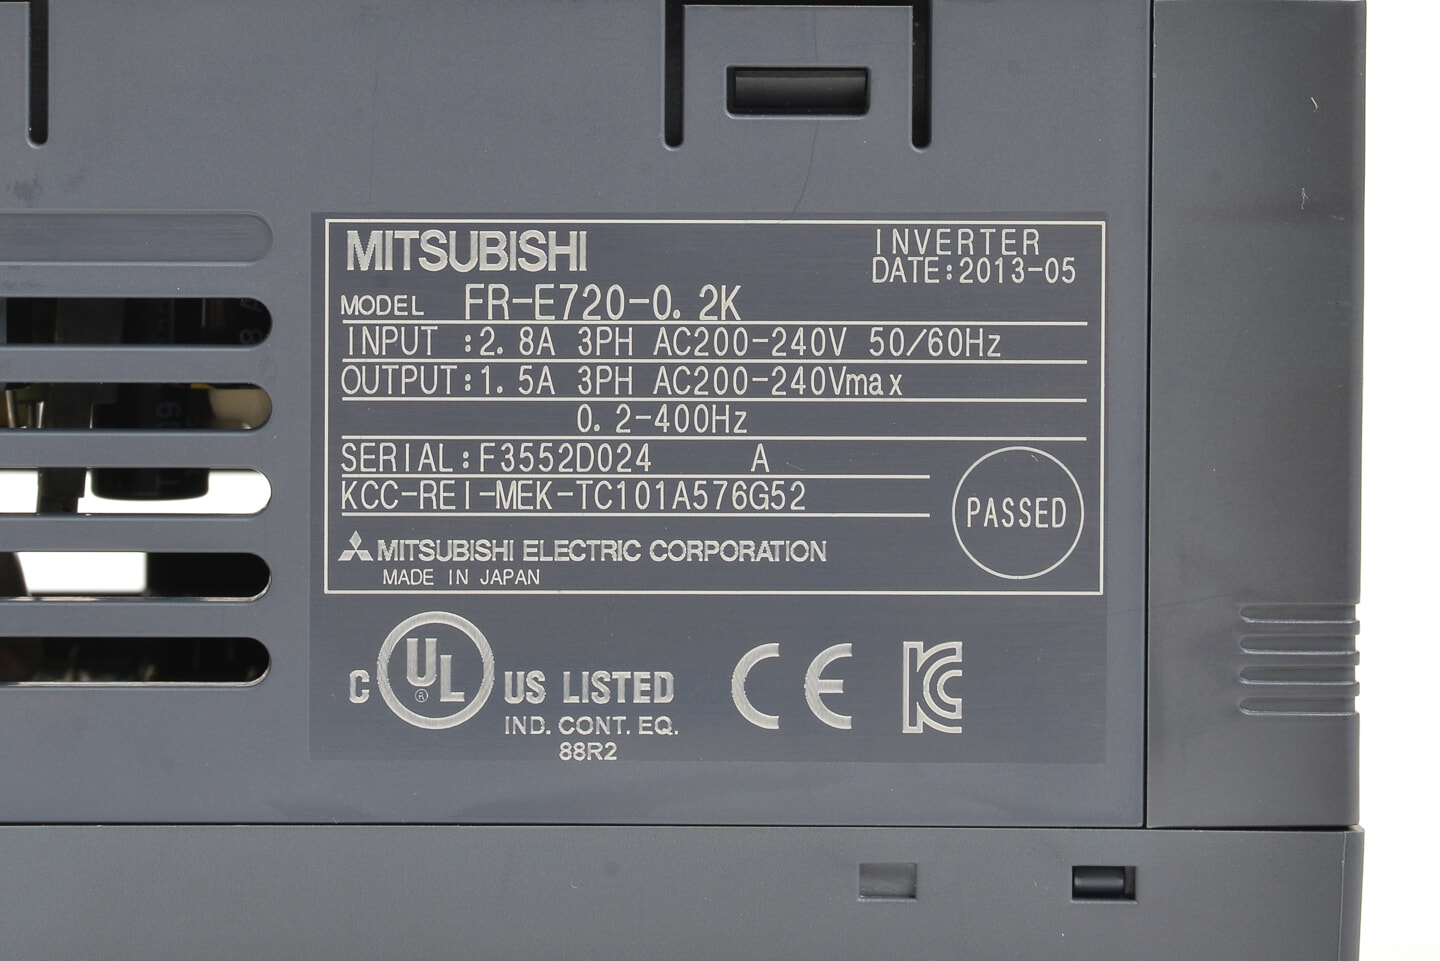 MITSUBISHI
INVERTER
DATE:2013-05
MODEL FR-E720-0.2K
INPUT :2.8A 3PH AC200-240V 50/60Hz
OUTPUT:1.5A 3PH AC200-240Vmax
0.2-400Hz
SERIAL:F3552D024 A
KCC-REI-MEK-TC101A576G52
PASSED
MITSUBISHI ELECTRIC CORPORATION
MADE IN JAPAN
C UL ® US LISTED
IND. CONT. EQ.
88R2
CE
KC